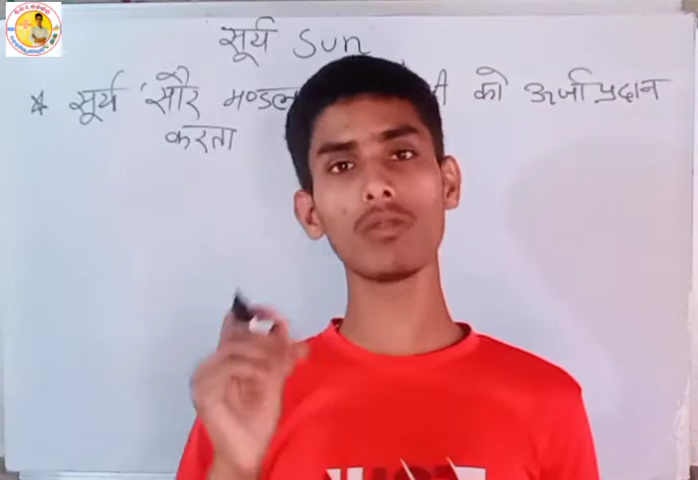 सूर्य Sun
* सूर्य 'सौर मण्डल को ऊर्जा प्रदान
करता